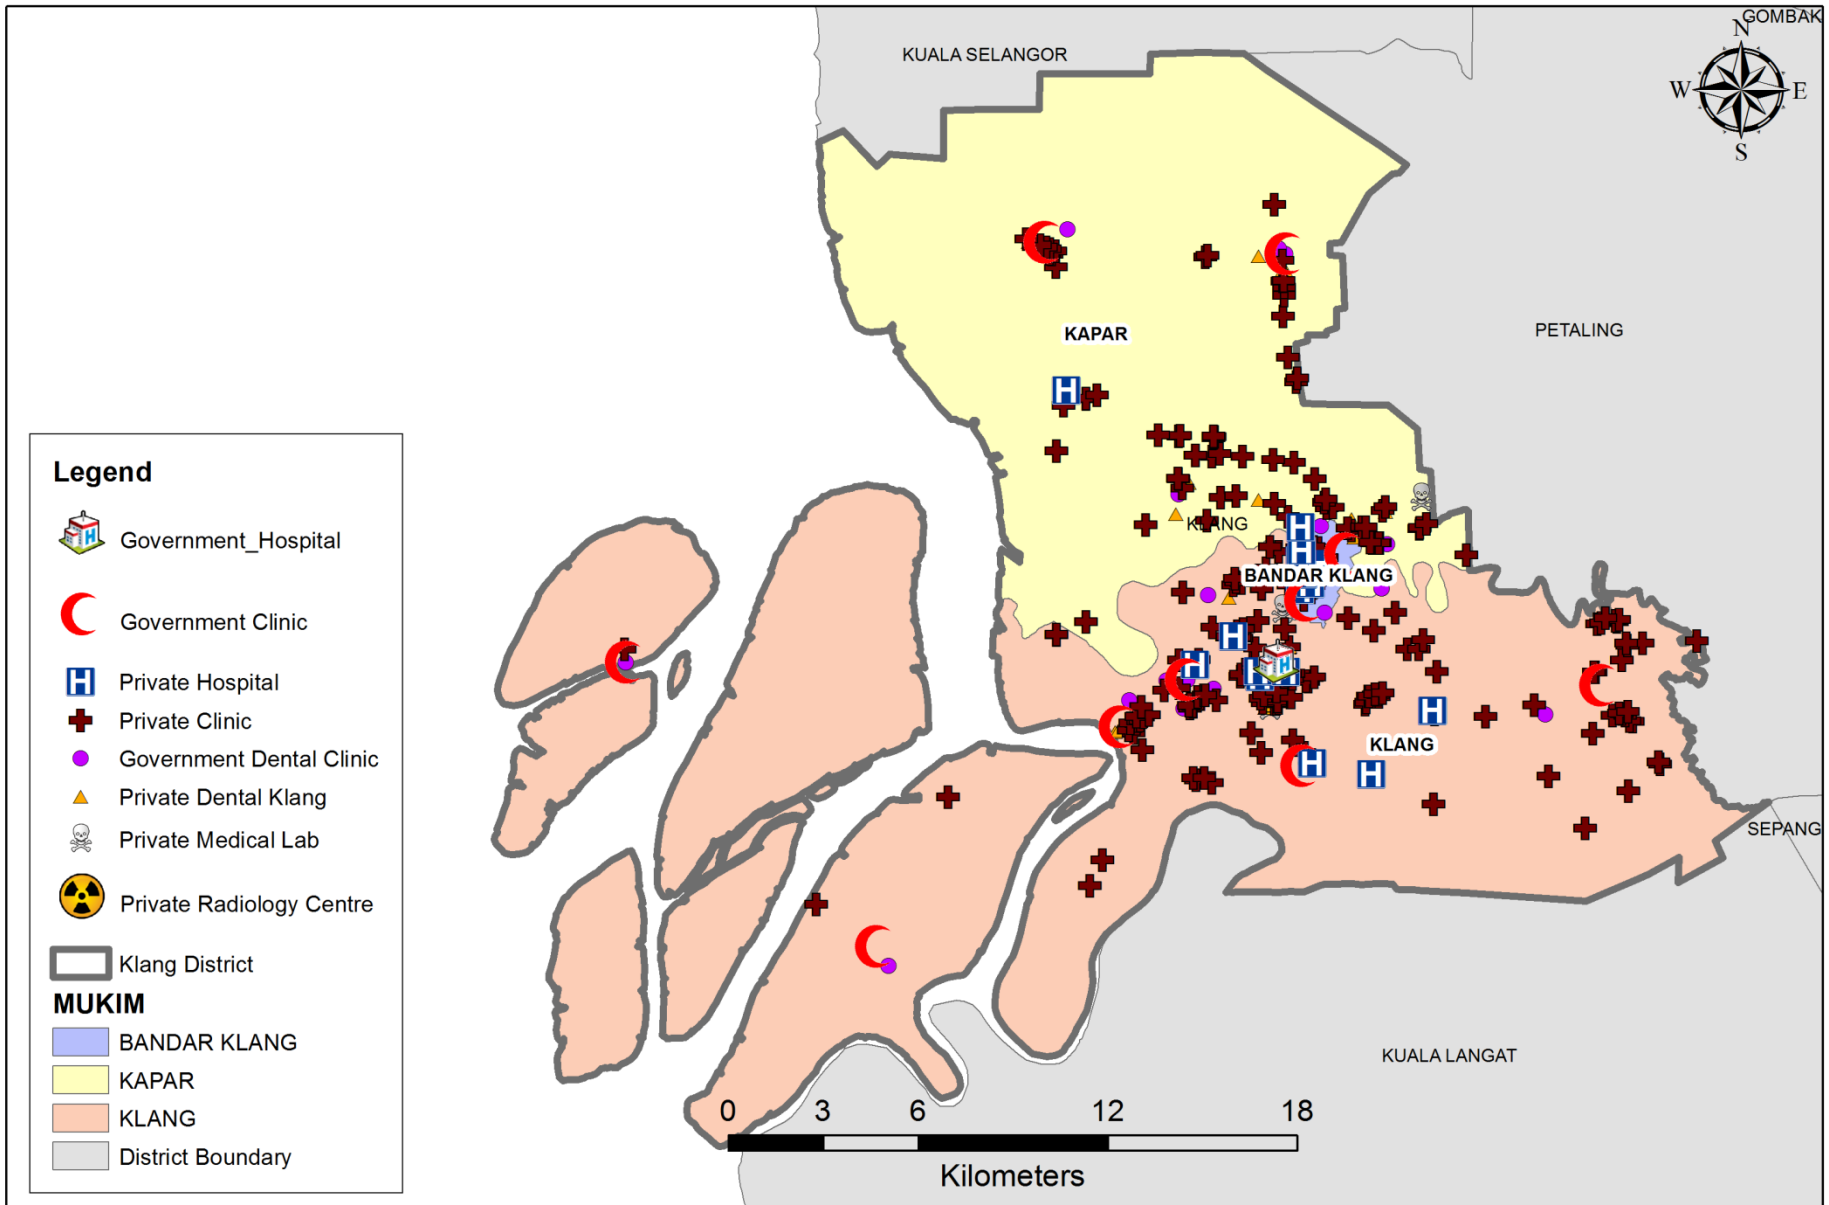 GOMBAK
N
W
E
S
KUALA SELANGOR
PETALING
KAPAR
KLANG
BANDAR KLANG
KLANG
SEPANG
KUALA LANGAT
Legend
Government_Hospital
Government Clinic
H Private Hospital
Private Clinic
Government Dental Clinic
Private Dental Klang
Private Medical Lab
Private Radiology Centre
Klang District
MUKIM
BANDAR KLANG
KAPAR
KLANG
District Boundary
0 3 6 12 18
Kilometers